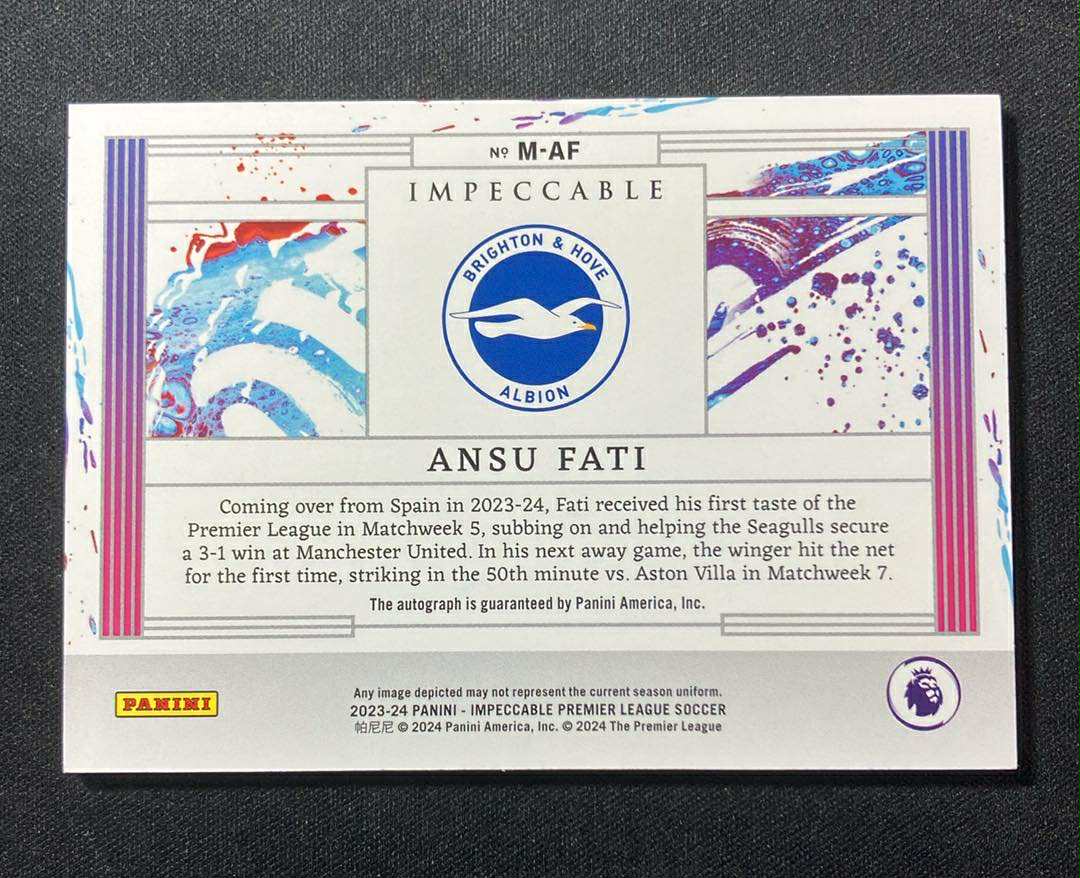 Nº M-AF
IMPECCABLE
BRIGHTON & HOVE
ALBION
ANSU FATI
Coming over from Spain in 2023-24, Fati received his first taste of the
Premier League in Matchweek 5, subbing on and helping the Seagulls secure
a 3-1 win at Manchester United. In his next away game, the winger hit the net
for the first time, striking in the 50th minute vs. Aston Villa in Matchweek 7.
The autograph is guaranteed by Panini America, Inc.
PANINI
Any image depicted may not represent the current season uniform.
2023-24 PANINI - IMPECCABLE PREMIER LEAGUE SOCCER
帕尼尼 © 2024 Panini America, Inc. © 2024 The Premier League